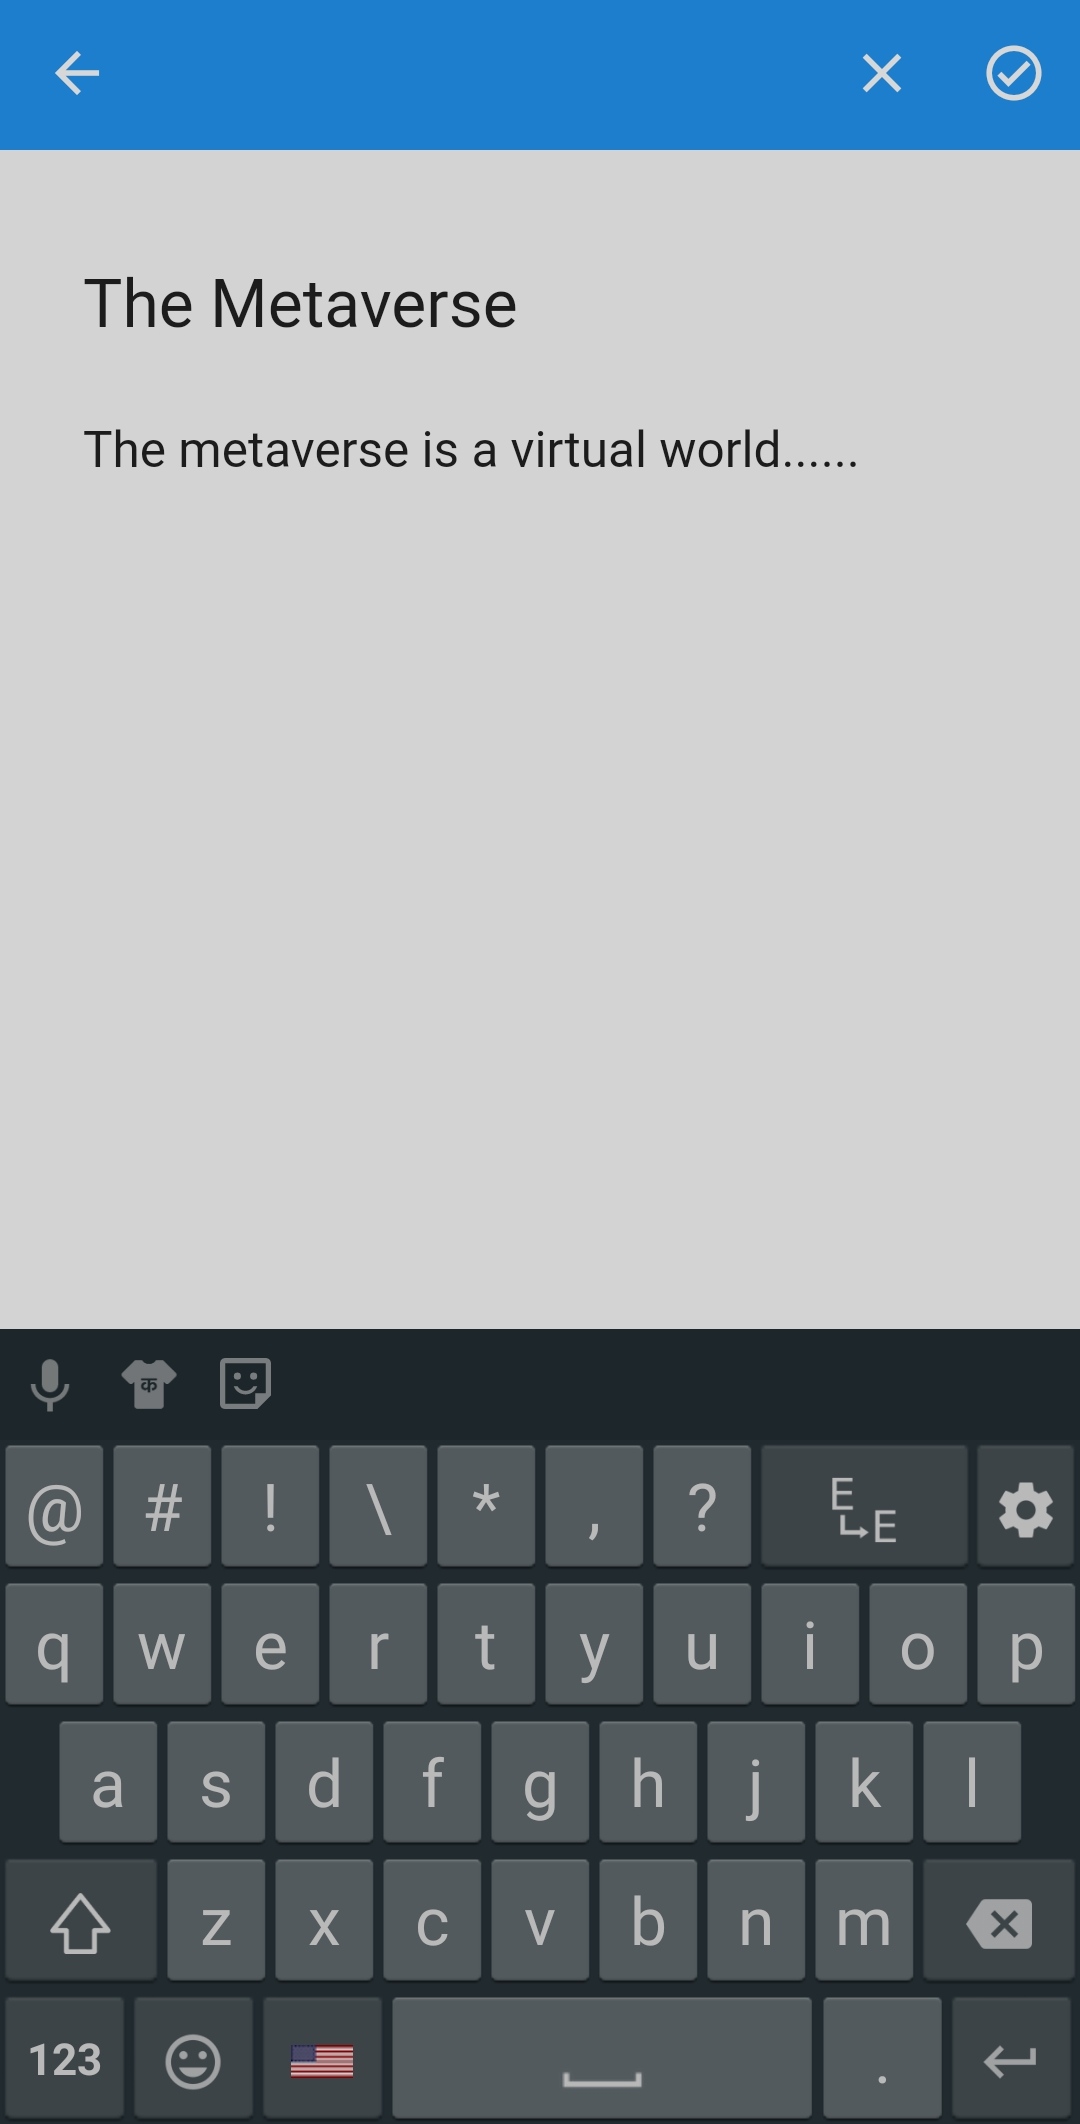 The Metaverse
The metaverse is a virtual world......
क
@ # ! \ * , ? E E
q w e r t y u i o p
a s d f g h j k l
z x c v b n m
123 .